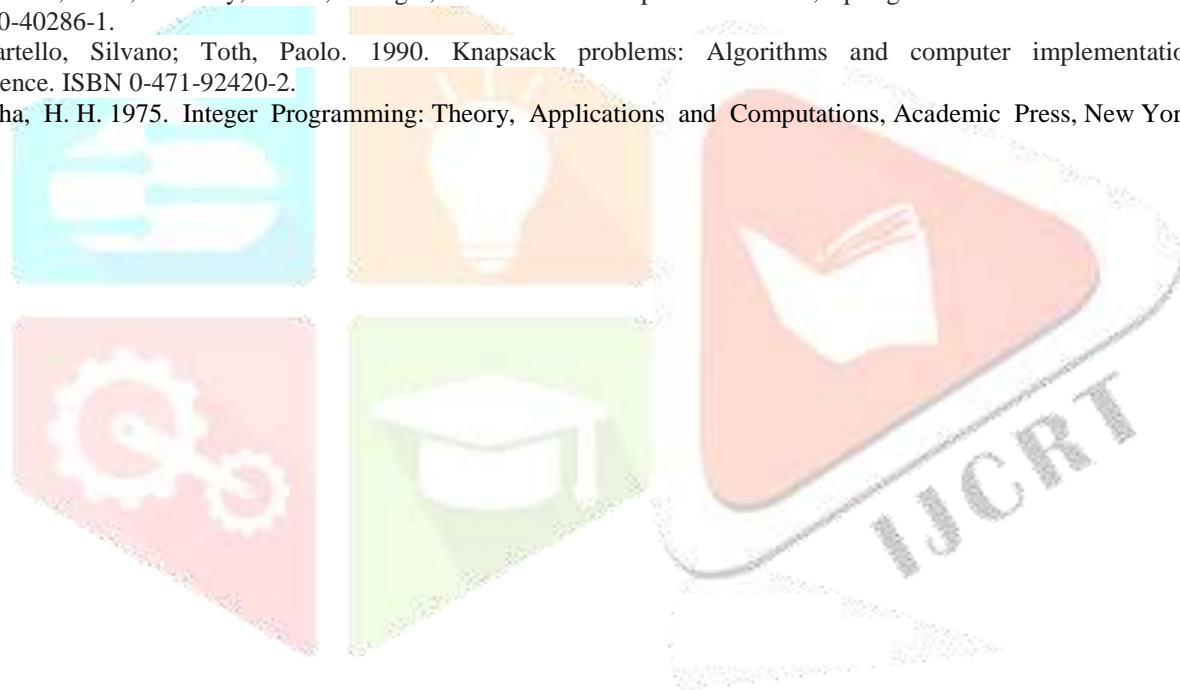 0-40286-1.
artello, Silvano; Toth, Paolo. 1990. Knapsack problems: Algorithms and computer implementatio
ence. ISBN 0-471-92420-2.
ha, H. H. 1975. Integer Programming: Theory, Applications and Computations, Academic Press, New Yor
IJCRT